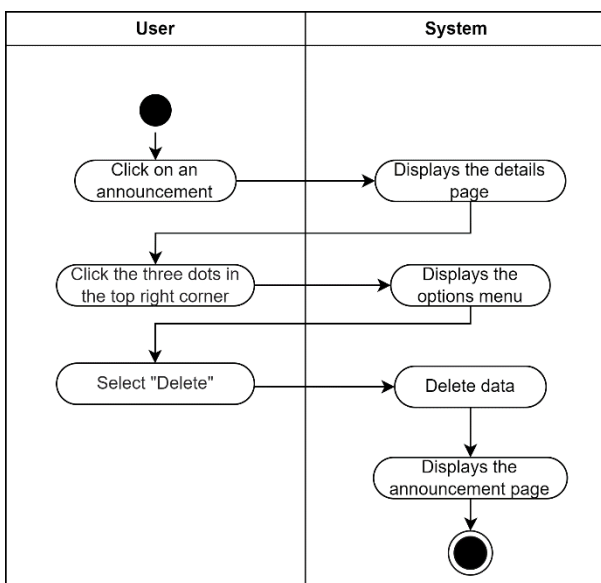 User
System
Click on an
announcement
Displays the details
page
Click the three dots in
the top right corner
Displays the
options menu
Select "Delete"
Delete data
Displays the
announcement page